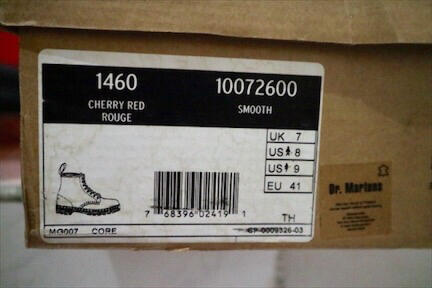 1460
10072600
CHERRY RED
ROUGE
SMOOTH
UK 7
US 8
US 9
EU 41
Dr. Martens
7 68396 02419 1
TH
MG007 CORE